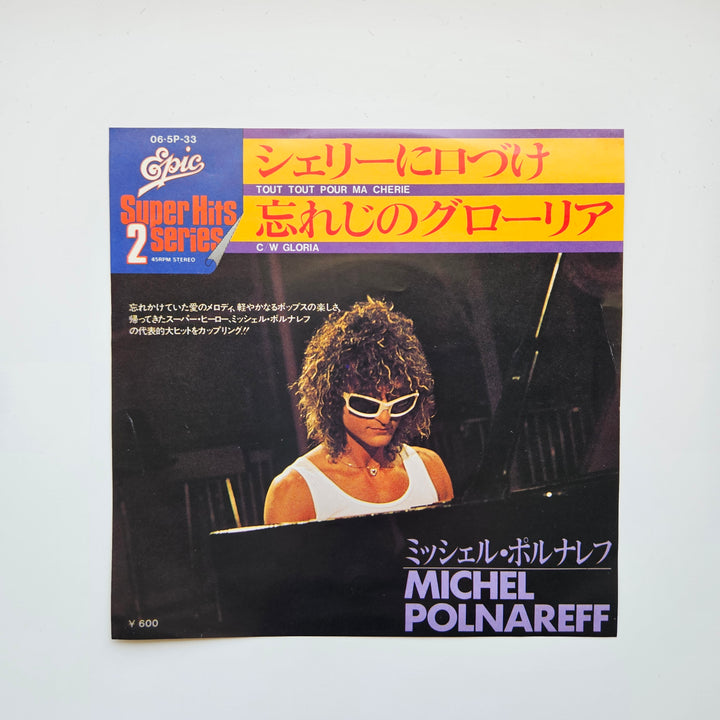 06·5P-33
Epic
Super Hits
2 series
45RPM STEREO
シェリーに口づけ
TOUT TOUT POUR MA CHERIE
忘れじのグローリア
C/W GLORIA
忘れかけていた愛のメロディ、軽やかなるポップスの楽しさ、
帰ってきたスーパー・ヒーロー、ミッシェル・ポルナレフ
の代表的大ヒットをカップリング!!
ミッシェル・ポルナレフ
MICHEL
POLNAREFF
¥ 600